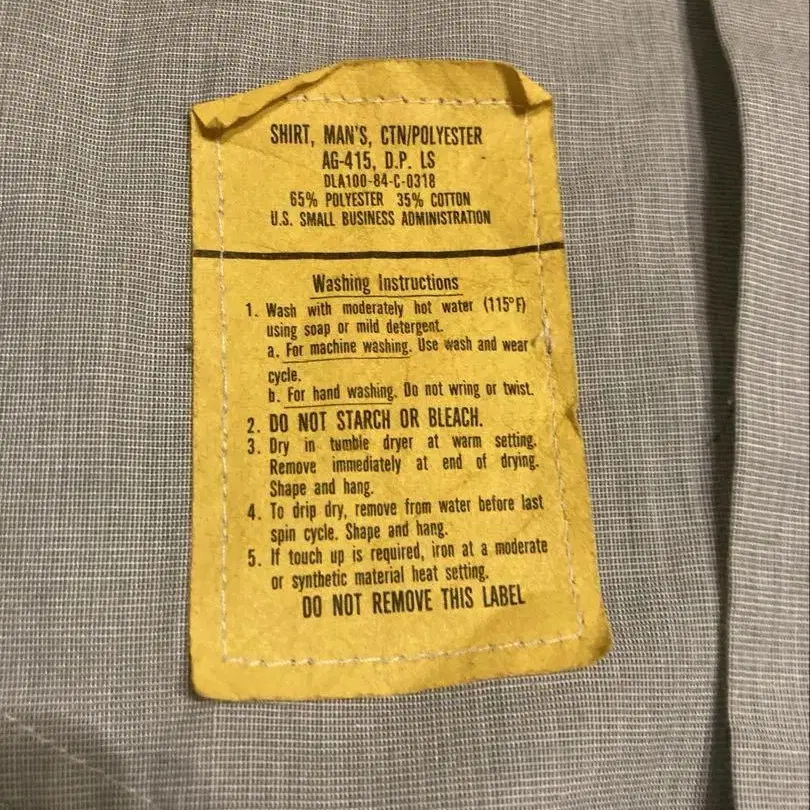 SHIRT, MAN'S, CTN/POLYESTER
AG-415, D.P. LS
DLA100-84-C-0318
65% POLYESTER 35% COTTON
U.S. SMALL BUSINESS ADMINISTRATION
Washing Instructions
1. Wash with moderately hot water (115°F)
using soap or mild detergent.
a. For machine washing. Use wash and wear
cycle.
b. For hand washing. Do not wring or twist.
2. DO NOT STARCH OR BLEACH.
3. Dry in tumble dryer at warm setting.
Remove immediately at end of drying.
Shape and hang.
4. To drip dry, remove from water before last
spin cycle. Shape and hang.
5. If touch up is required, iron at a moderate
or synthetic material heat setting.
DO NOT REMOVE THIS LABEL